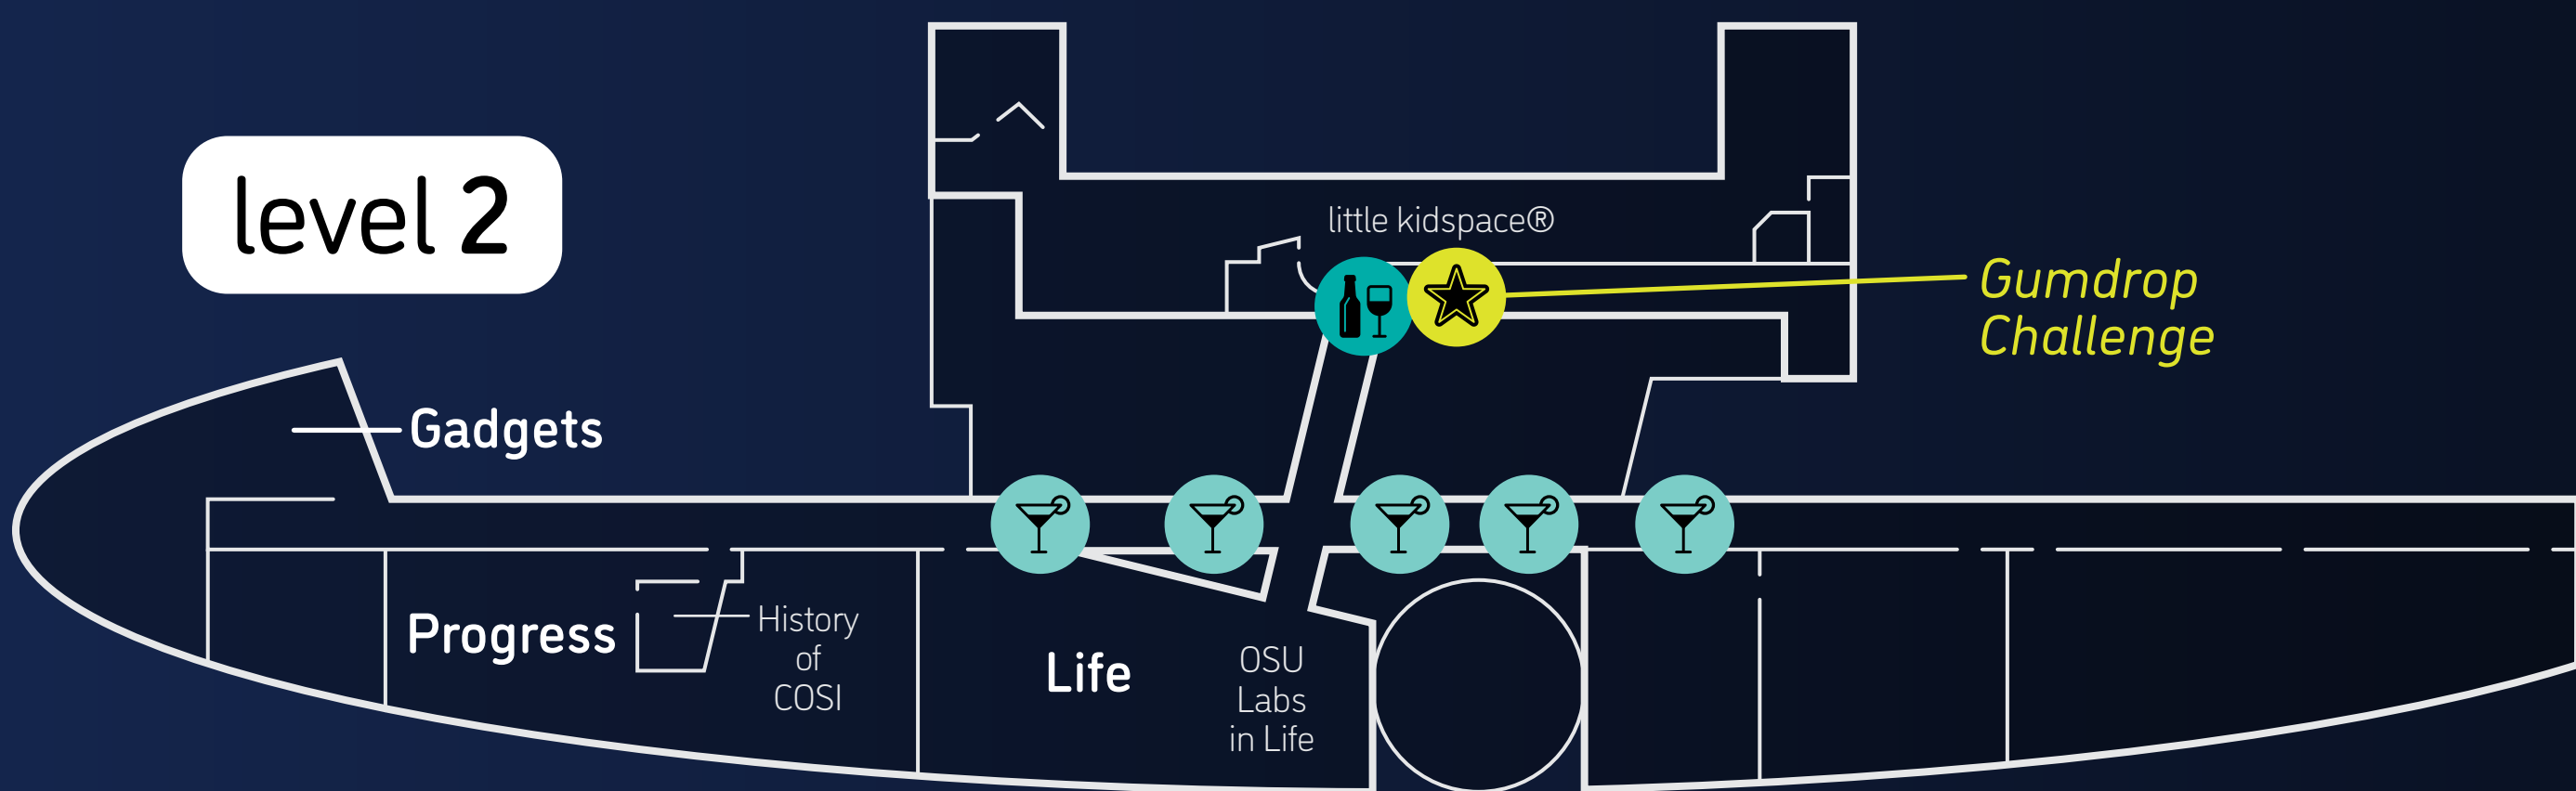 level 2
little kidspace®
Gumdrop
Challenge
Gadgets
Progress
History
of
COSI
Life
OSU
Labs
in Life